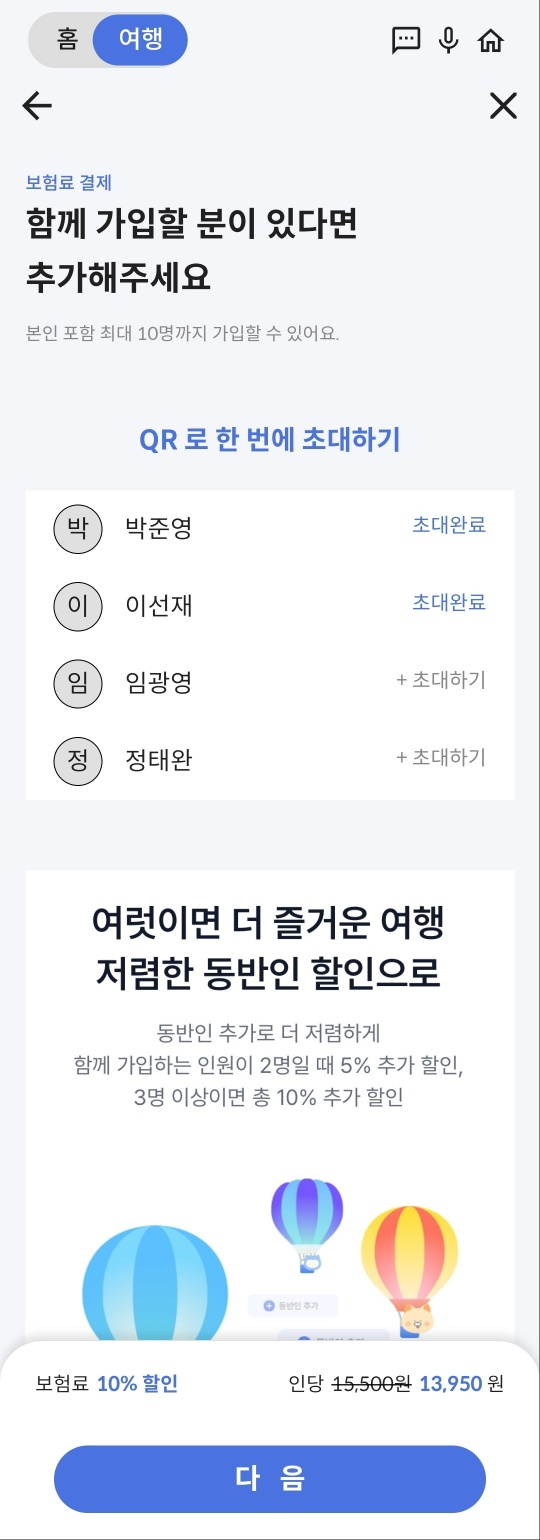 홈 여행
보험료 결제
함께 가입할 분이 있다면
추가해주세요
본인 포함 최대 10명까지 가입할 수 있어요.
QR 로 한 번에 초대하기
박 박준영 초대완료
이 이선재 초대완료
임 임광영 + 초대하기
정 정태완 + 초대하기
여럿이면 더 즐거운 여행
저렴한 동반인 할인으로
동반인 추가로 더 저렴하게
함께 가입하는 인원이 2명일 때 5% 추가 할인,
3명 이상이면 총 10% 추가 할인
동반인 추가
동반인 추가
보험료 10% 할인 인당 15,500원 13,950 원
다 음